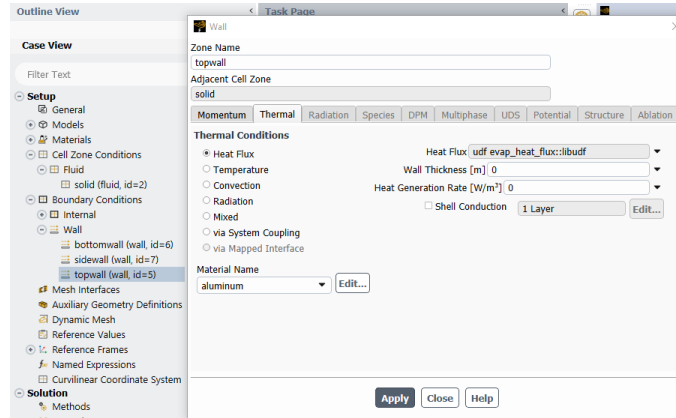 Outline View
<
Task Page
<
Case View
Filter Text
Setup
General
Models
Materials
Cell Zone Conditions
Fluid
solid (fluid, id=2)
Boundary Conditions
Internal
Wall
bottomwall (wall, id=6)
sidewall (wall, id=7)
topwall (wall, id=5)
Mesh Interfaces
Auxiliary Geometry Definitions
Dynamic Mesh
Reference Values
Reference Frames
Named Expressions
Curvilinear Coordinate System
Solution
Methods
Wall
Zone Name
topwall
Adjacent Cell Zone
solid
Momentum Thermal Radiation Species DPM Multiphase UDS Potential Structure Ablation
Thermal Conditions
Heat Flux
Temperature
Convection
Radiation
Mixed
via System Coupling
via Mapped Interface
Heat Flux udf evap_heat_flux::libudf
Wall Thickness [m] 0
Heat Generation Rate [W/m³] 0
Shell Conduction 1 Layer Edit...
Material Name
aluminum Edit...
Apply Close Help